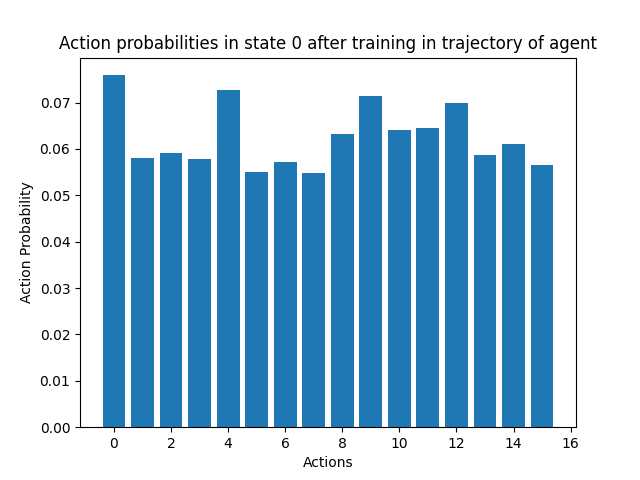 Action probabilities in state 0 after training in trajectory of agent
0.07
0.06
0.05
0.04
0.03
0.02
0.01
0.00
Action Probability
0 2 4 6 8 10 12 14 16
Actions